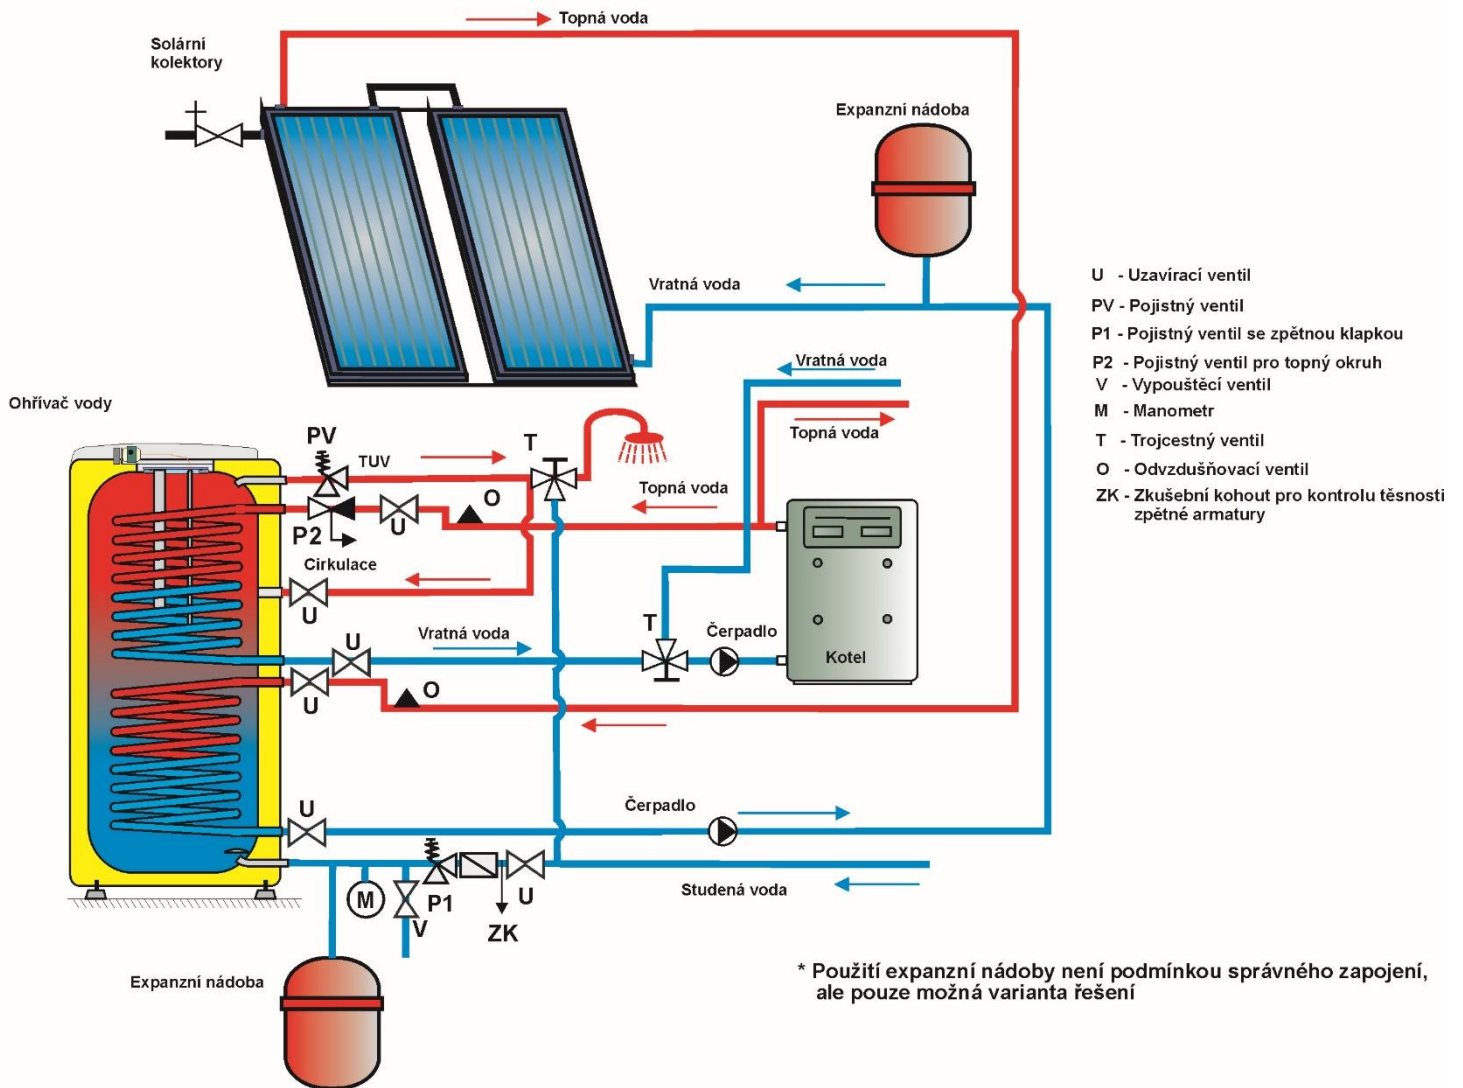 Topná voda
Solární
kolektory
Expanzní nádoba
Vratná voda
U - Uzavírací ventil
PV - Pojistný ventil
P1 - Pojistný ventil se zpětnou klapkou
P2 - Pojistný ventil pro topný okruh
V - Vypouštěcí ventil
M - Manometr
T - Trojcestný ventil
O - Odvzdušňovací ventil
ZK - Zkušební kohout pro kontrolu těsnosti
zpětné armatury
Vratná voda
Topná voda
Ohřívač vody
PV
TUV
T
Topná voda
O
P2
U
Cirkulace
U
Vratná voda
U
T
Čerpadlo
Kotel
U
O
U
Čerpadlo
M
V
P1
ZK
U
Studená voda
Expanzní nádoba
* Použití expanzní nádoby není podmínkou správného zapojení,
ale pouze možná varianta řešení